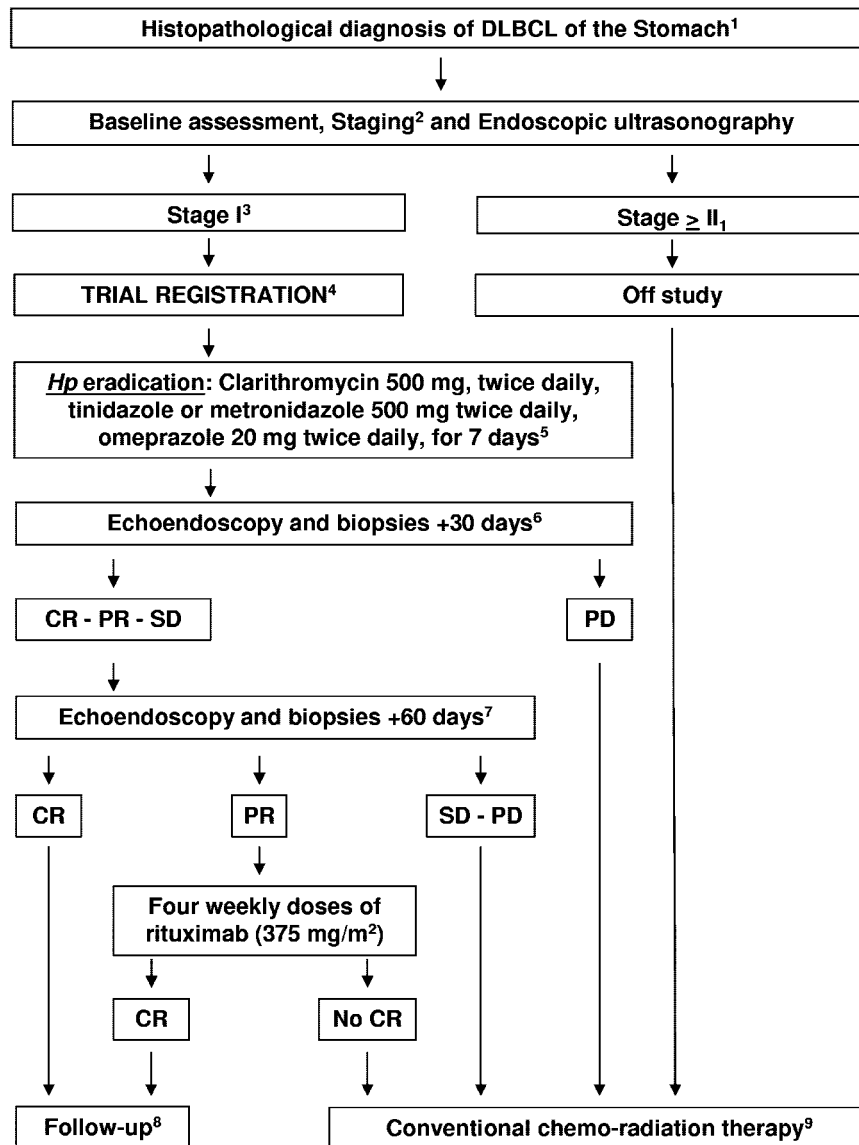 Histopathological diagnosis of DLBCL of the Stomach¹
Baseline assessment, Staging² and Endoscopic ultrasonography
Stage I³
Stage ≥ II₁
TRIAL REGISTRATION⁴
Off study
Hp eradication: Clarithromycin 500 mg, twice daily,
tinidazole or metronidazole 500 mg twice daily,
omeprazole 20 mg twice daily, for 7 days⁵
Echoendoscopy and biopsies +30 days⁶
CR - PR - SD
PD
Echoendoscopy and biopsies +60 days⁷
CR
PR
SD - PD
Four weekly doses of
rituximab (375 mg/m²)
CR
No CR
Follow-up⁸
Conventional chemo-radiation therapy⁹